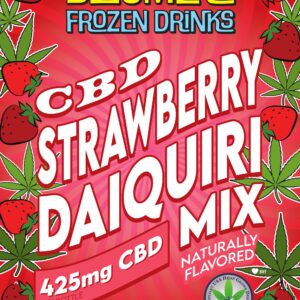 FROZEN DRINKS
CBD
STRAWBERRY
DAIQUIRI
MIX
425mg CBD
NATURALLY
FLAVORED